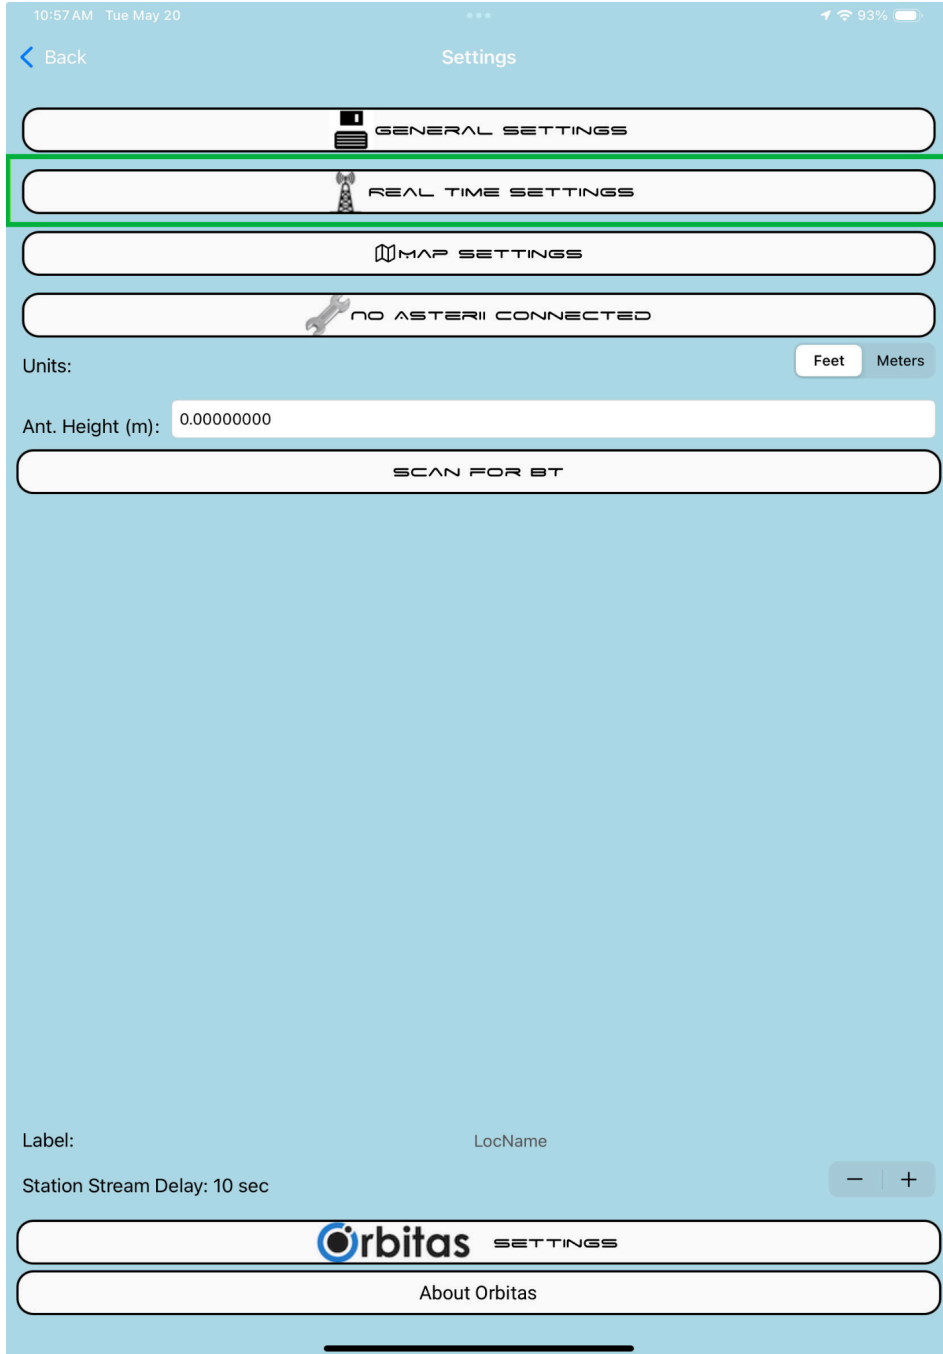 10:57 AM Tue May 20
93%
Back
Settings
GENERAL SETTINGS
REAL TIME SETTINGS
MAP SETTINGS
NO ASTERII CONNECTED
Units:
Feet Meters
Ant. Height (m): 0.00000000
SCAN FOR BT
Label: LocName
Station Stream Delay: 10 sec − +
Orbitas SETTINGS
About Orbitas